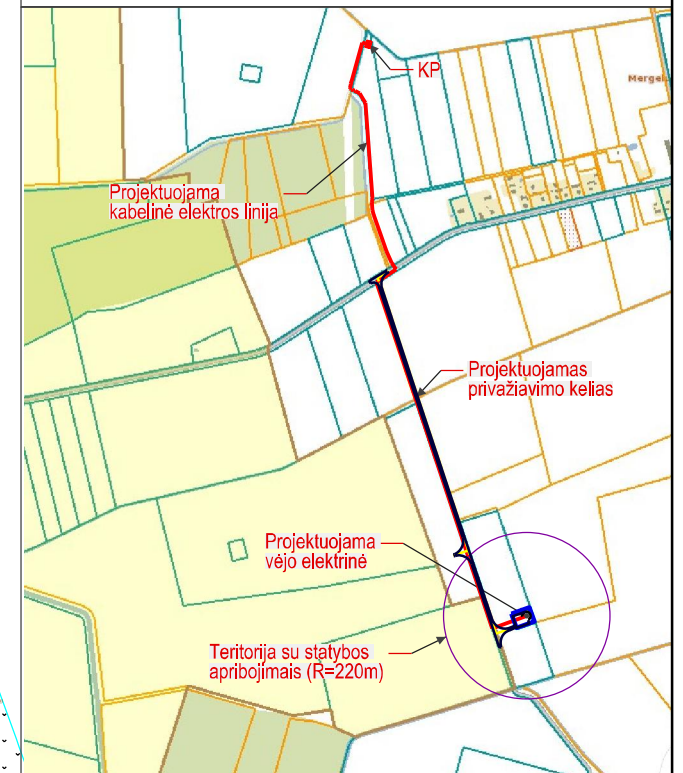 KP
Projektuojama
kabelinė elektros linija
Projektuojamas
privažiavimo kelias
Projektuojama
vėjo elektrinė
Teritorija su statybos
apribojimais (R=220m)